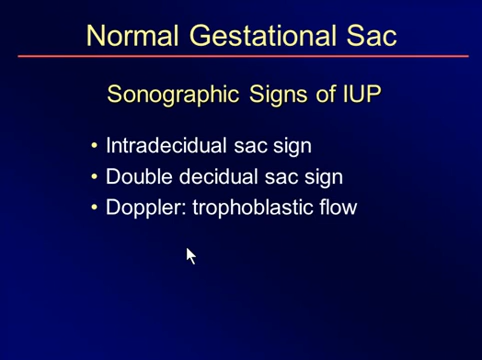 Normal Gestational Sac
Sonographic Signs of IUP
• Intradecidual sac sign
• Double decidual sac sign
• Doppler: trophoblastic flow